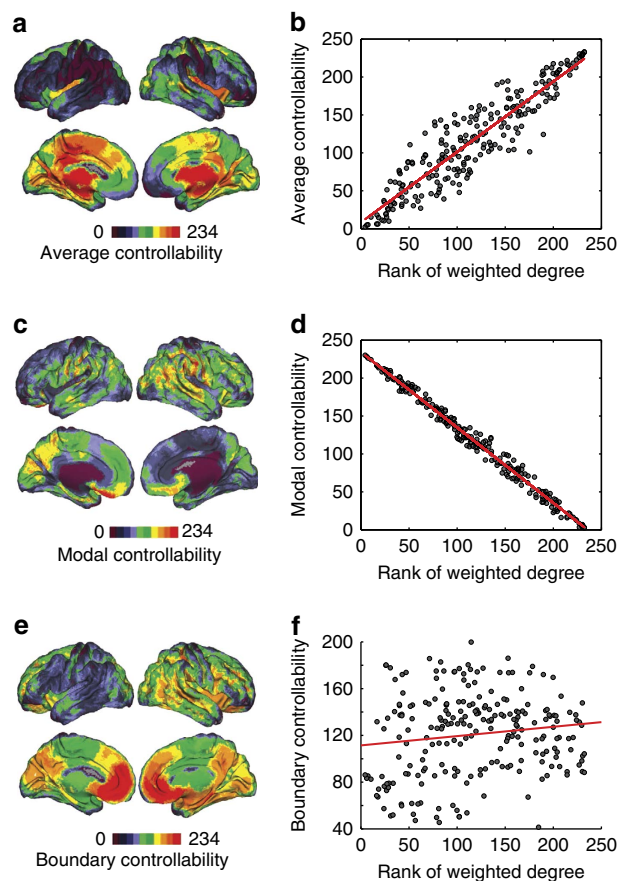 a
0 234
Average controllability
b
Average controllability
250
200
150
100
50
0
0 50 100 150 200 250
Rank of weighted degree
c
0 234
Modal controllability
d
Modal controllability
250
200
150
100
50
0
0 50 100 150 200 250
Rank of weighted degree
e
0 234
Boundary controllability
f
Boundary controllability
200
160
120
80
40
0 50 100 150 200 250
Rank of weighted degree